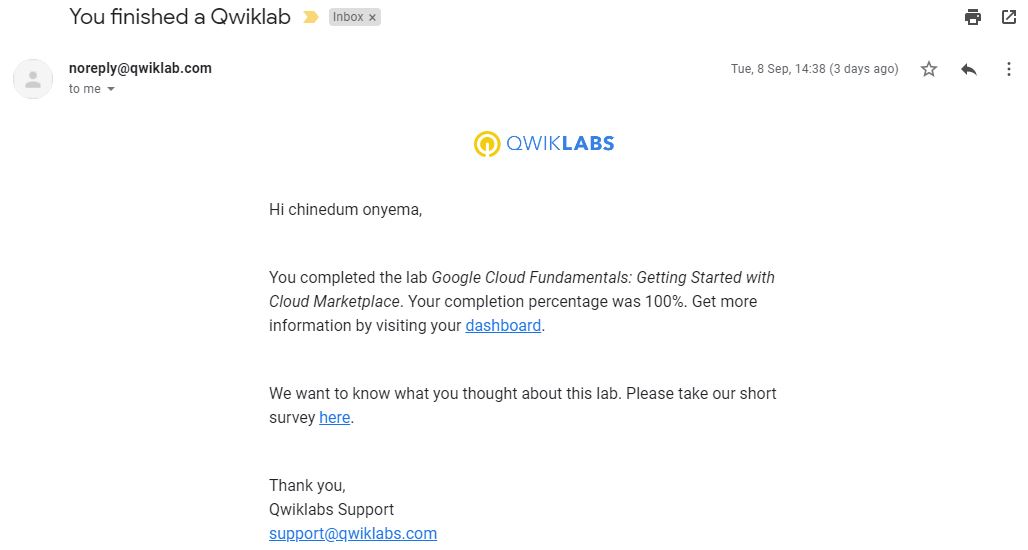 You finished a Qwiklab Inbox ×
noreply@qwiklab.com Tue, 8 Sep, 14:38 (3 days ago)
to me
QWIKLABS
Hi chinedum onyema,
You completed the lab Google Cloud Fundamentals: Getting Started with
Cloud Marketplace. Your completion percentage was 100%. Get more
information by visiting your dashboard.
We want to know what you thought about this lab. Please take our short
survey here.
Thank you,
Qwiklabs Support
support@qwiklabs.com